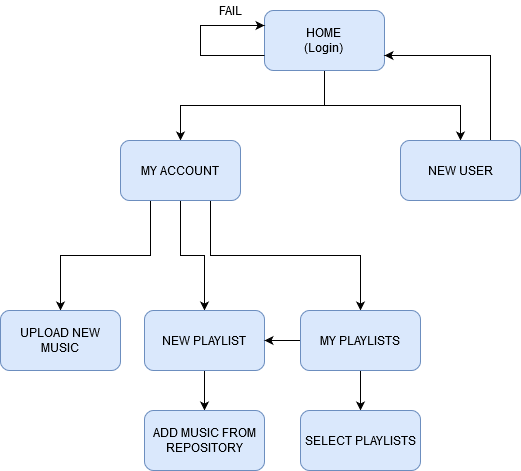 FAIL
HOME
(Login)
MY ACCOUNT
NEW USER
UPLOAD NEW
MUSIC
NEW PLAYLIST
MY PLAYLISTS
ADD MUSIC FROM
REPOSITORY
SELECT PLAYLISTS